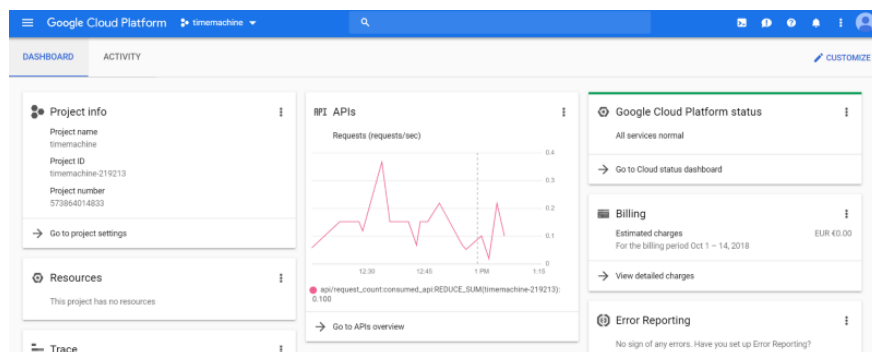 Google Cloud Platform
timemachine
DASHBOARD
ACTIVITY
CUSTOMIZE
Project info
Project name
timemachine
Project ID
timemachine-219213
Project number
573864014833
Go to project settings
Resources
This project has no resources
Trace
API APIs
Requests (requests/sec)
0.4
0.3
0.2
0.1
0
12:30
12:45
1 PM
1:15
api/request_count:consumed_api:REDUCE_SUM(timemachine-219213):
0.100
Go to APIs overview
Google Cloud Platform status
All services normal
Go to Cloud status dashboard
Billing
Estimated charges EUR €0.00
For the billing period Oct 1 – 14, 2018
View detailed charges
Error Reporting
No sign of any errors. Have you set up Error Reporting?